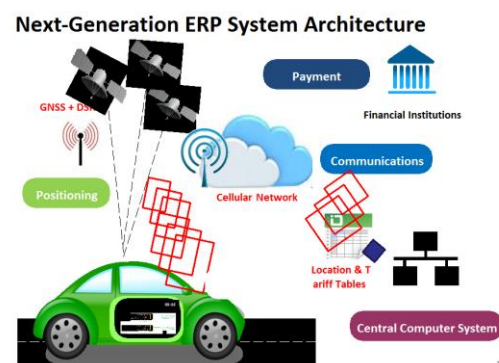 Next-Generation ERP System Architecture
Payment
GNSS + DS
Financial Institutions
Communications
Positioning
Cellular Network
Location & T
ariff Tables
Central Computer System